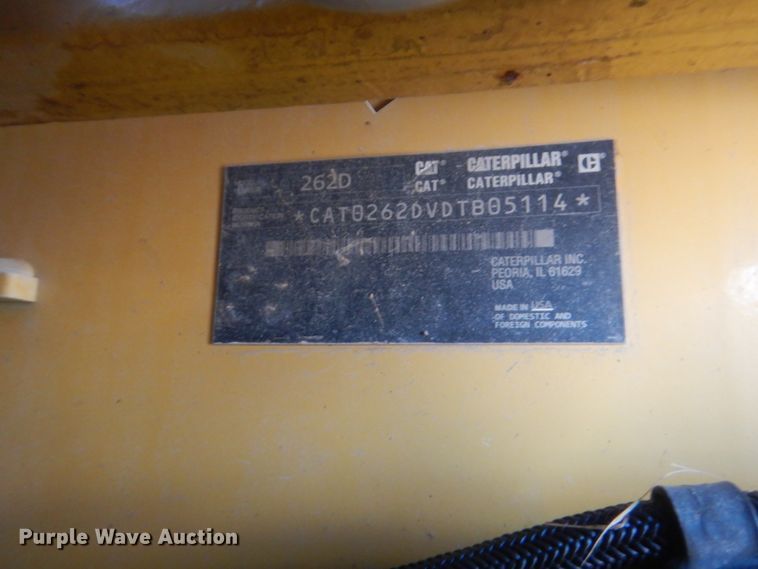 262D
CAT® CATERPILLAR® C
CAT® CATERPILLAR®
*CAT0262DVDTB05114*
CATERPILLAR INC.
PEORIA, IL 61629
USA
MADE IN USA
OF DOMESTIC AND
FOREIGN COMPONENTS
Purple Wave Auction